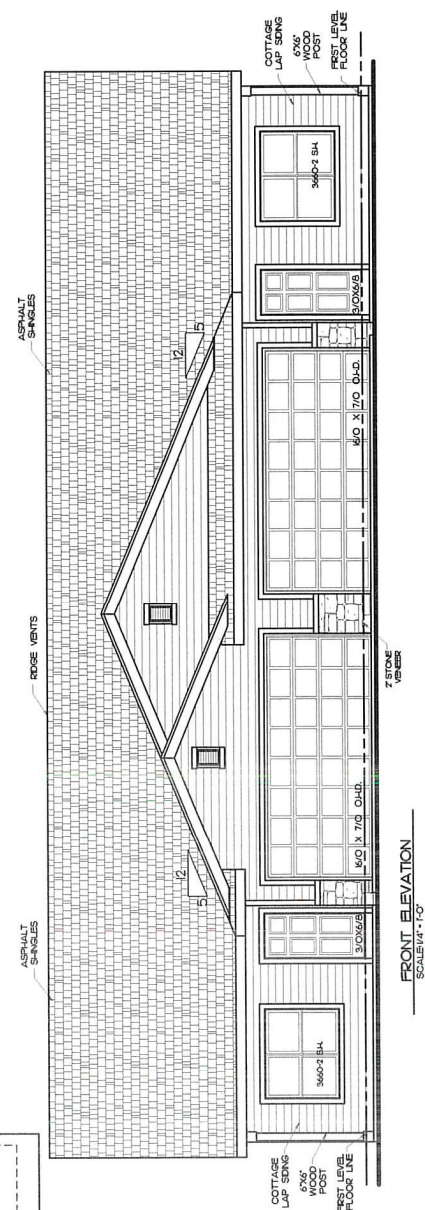 ASPHALT
SHINGLES
RIDGE VENTS
ASPHALT
SHINGLES
12
5
12
5
COTTAGE
LAP SIDING
6"X6"
WOOD
POST
FIRST LEVEL
FLOOR LINE
3660-2 S.H.
3/0X6/8
16/0 X 7/0 O.H.D.
2" STONE
VENEER
16/0 X 7/0 O.H.D.
3/0X6/8
3660-2 S.H.
COTTAGE
LAP SIDING
6"X6"
WOOD
POST
FIRST LEVEL
FLOOR LINE
FRONT ELEVATION
SCALE:1/4" = 1'-0"